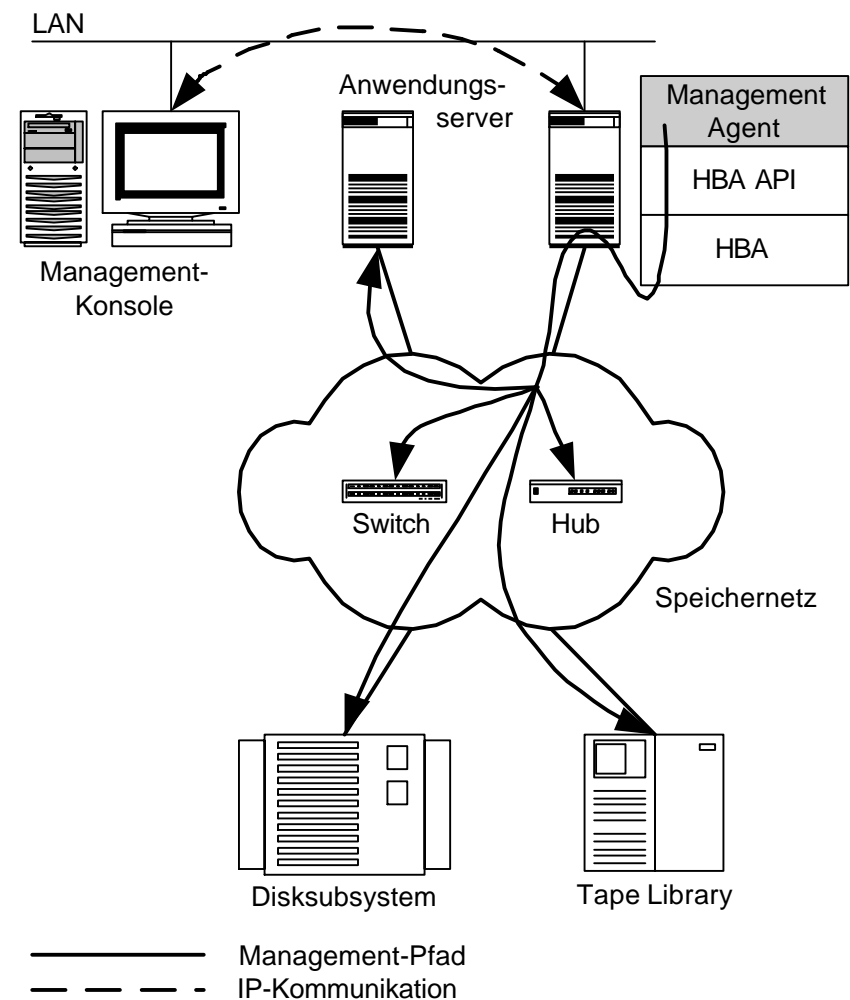 LAN
Anwendungs-
server
Management
Agent
HBA API
HBA
Management-
Konsole
Switch
Hub
Speichernetz
Disksubsystem
Tape Library
Management-Pfad
IP-Kommunikation